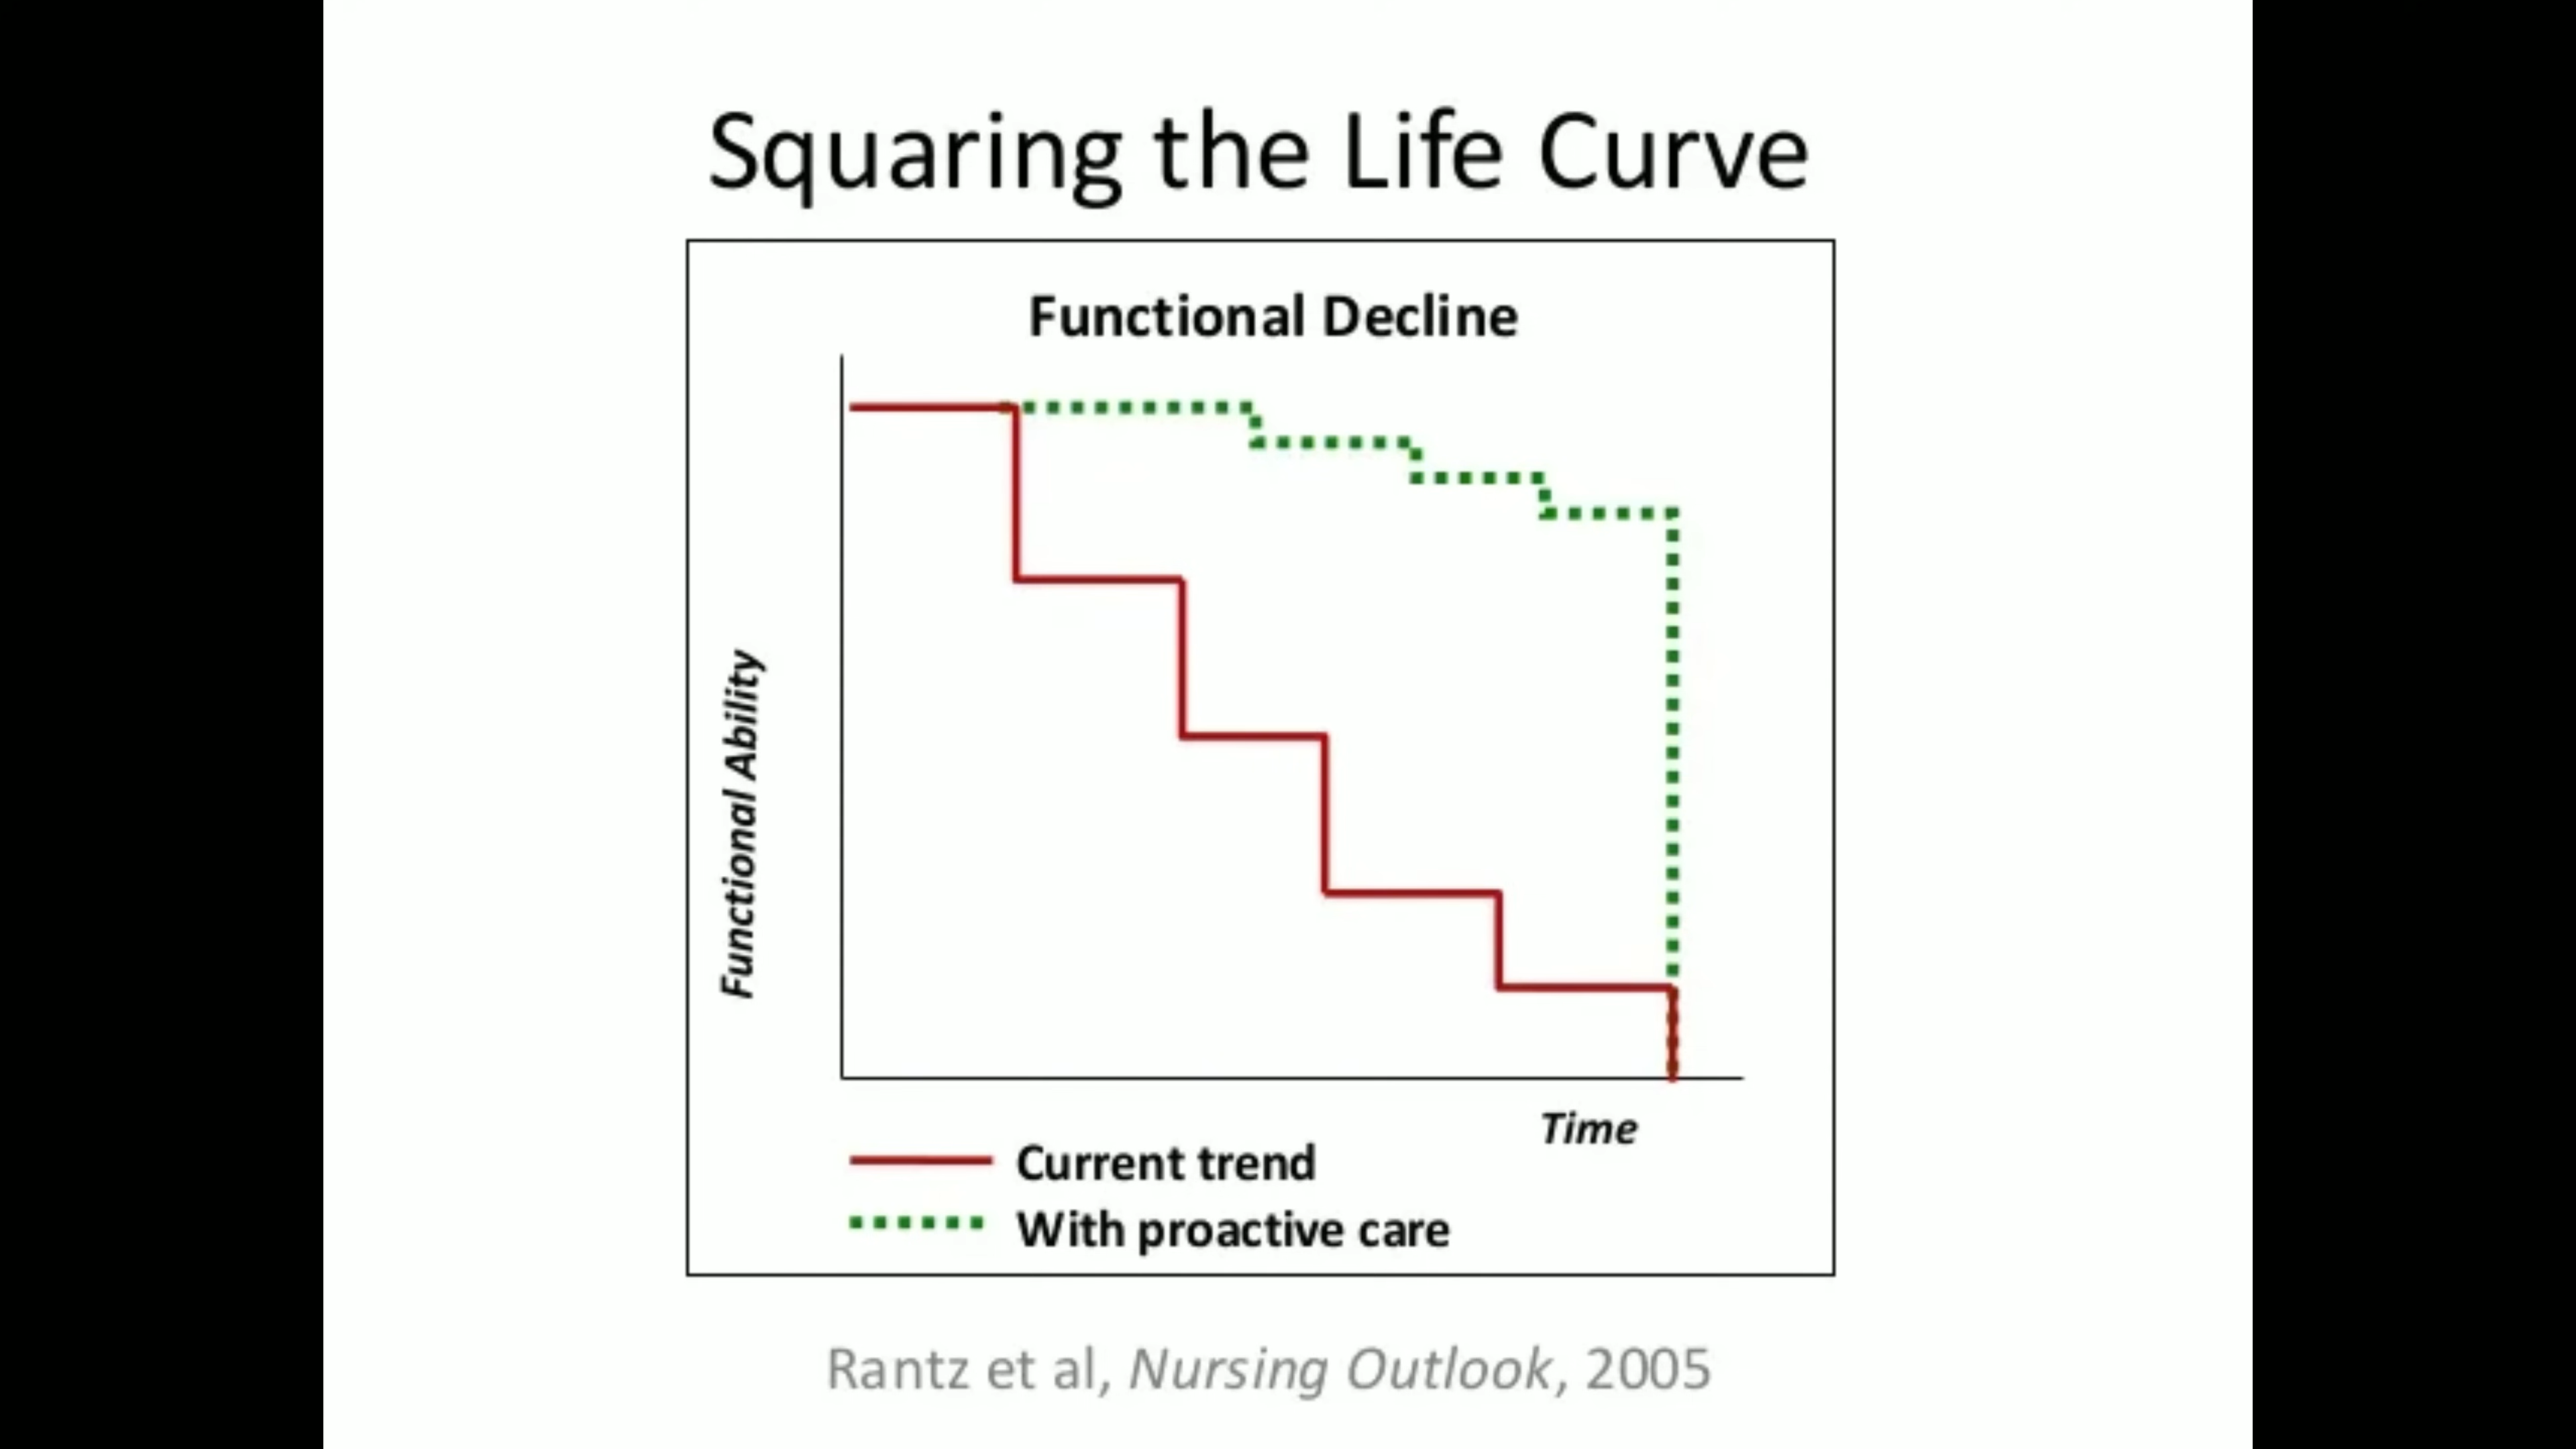 Squaring the Life Curve
Functional Decline
Functional Ability
Time
Current trend
With proactive care
Rantz et al, Nursing Outlook, 2005